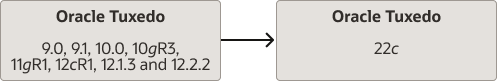 Oracle Tuxedo
9.0, 9.1, 10.0, 10gR3,
11gR1, 12cR1, 12.1.3 and 12.2.2
Oracle Tuxedo
22c